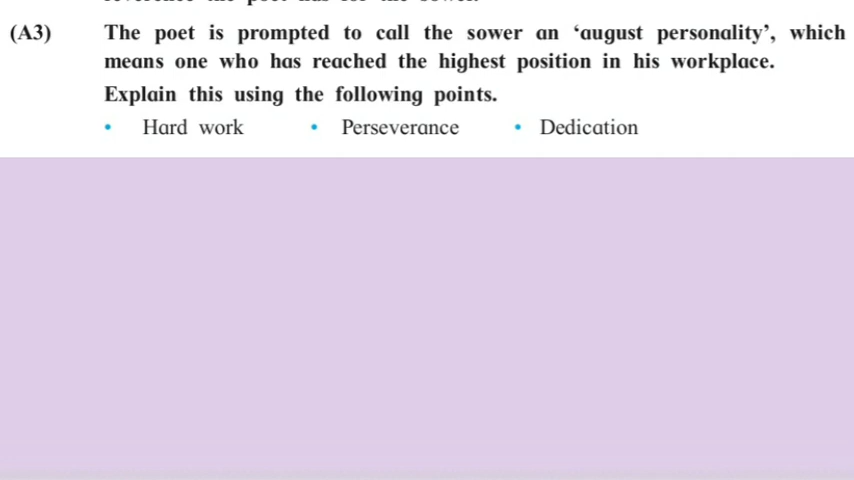 (A3) The poet is prompted to call the sower an ‘august personality’, which
means one who has reached the highest position in his workplace.
Explain this using the following points.
• Hard work • Perseverance • Dedication